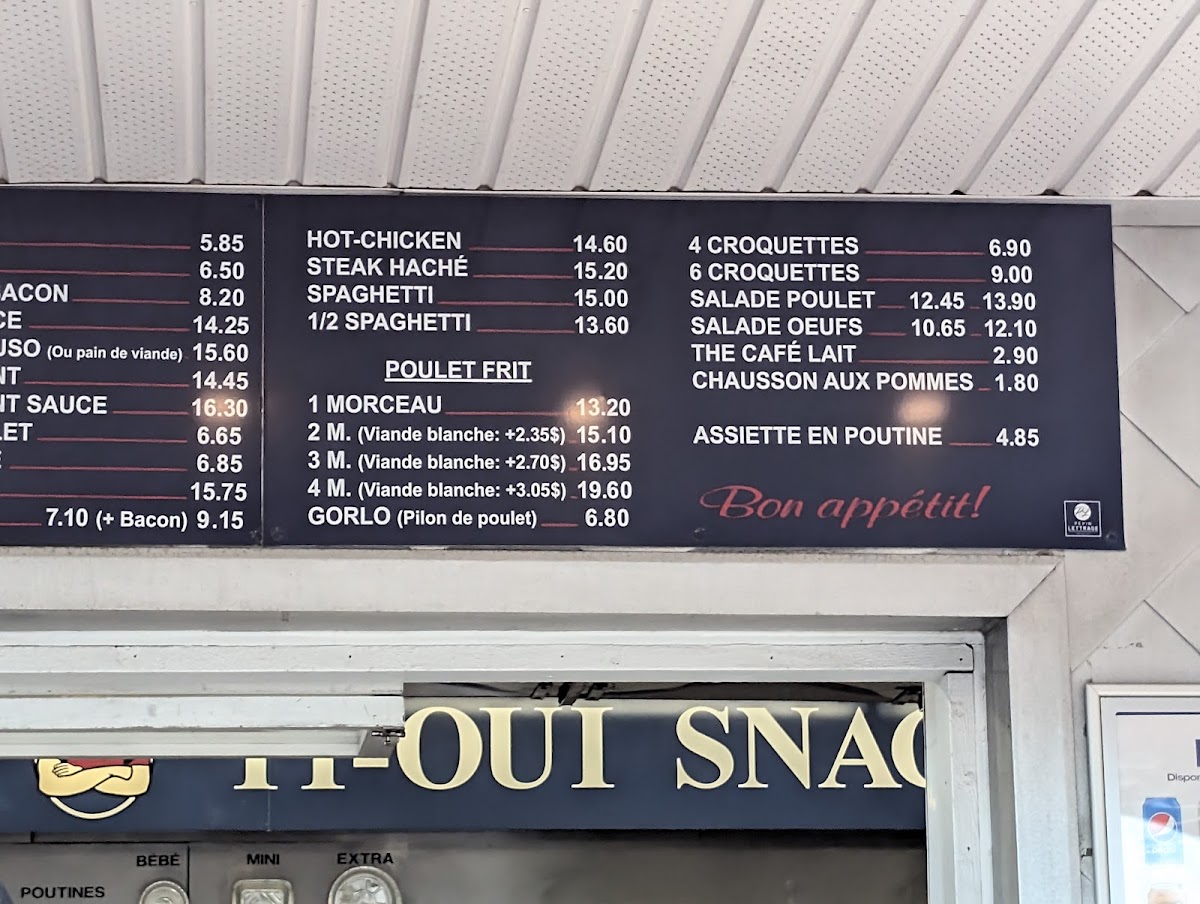 5.85
6.50
BACON 8.20
CE 14.25
USO (Ou pain de viande) 15.60
NT 14.45
NT SAUCE 16.30
LET 6.65
6.85
15.75
7.10 (+ Bacon) 9.15
HOT-CHICKEN 14.60
STEAK HACHÉ 15.20
SPAGHETTI 15.00
1/2 SPAGHETTI 13.60
POULET FRIT
1 MORCEAU 13.20
2 M. (Viande blanche: +2.35$) 15.10
3 M. (Viande blanche: +2.70$) 16.95
4 M. (Viande blanche: +3.05$) 19.60
GORLO (Pilon de poulet) 6.80
4 CROQUETTES 6.90
6 CROQUETTES 9.00
SALADE POULET 12.45 13.90
SALADE OEUFS 10.65 12.10
THE CAFÉ LAIT 2.90
CHAUSSON AUX POMMES 1.80
ASSIETTE EN POUTINE 4.85
Bon appétit!
PÉPIN
LETTRAGE
TI-OUI SNAC
BÉBÉ MINI EXTRA
POUTINES
Dispon
pepsi